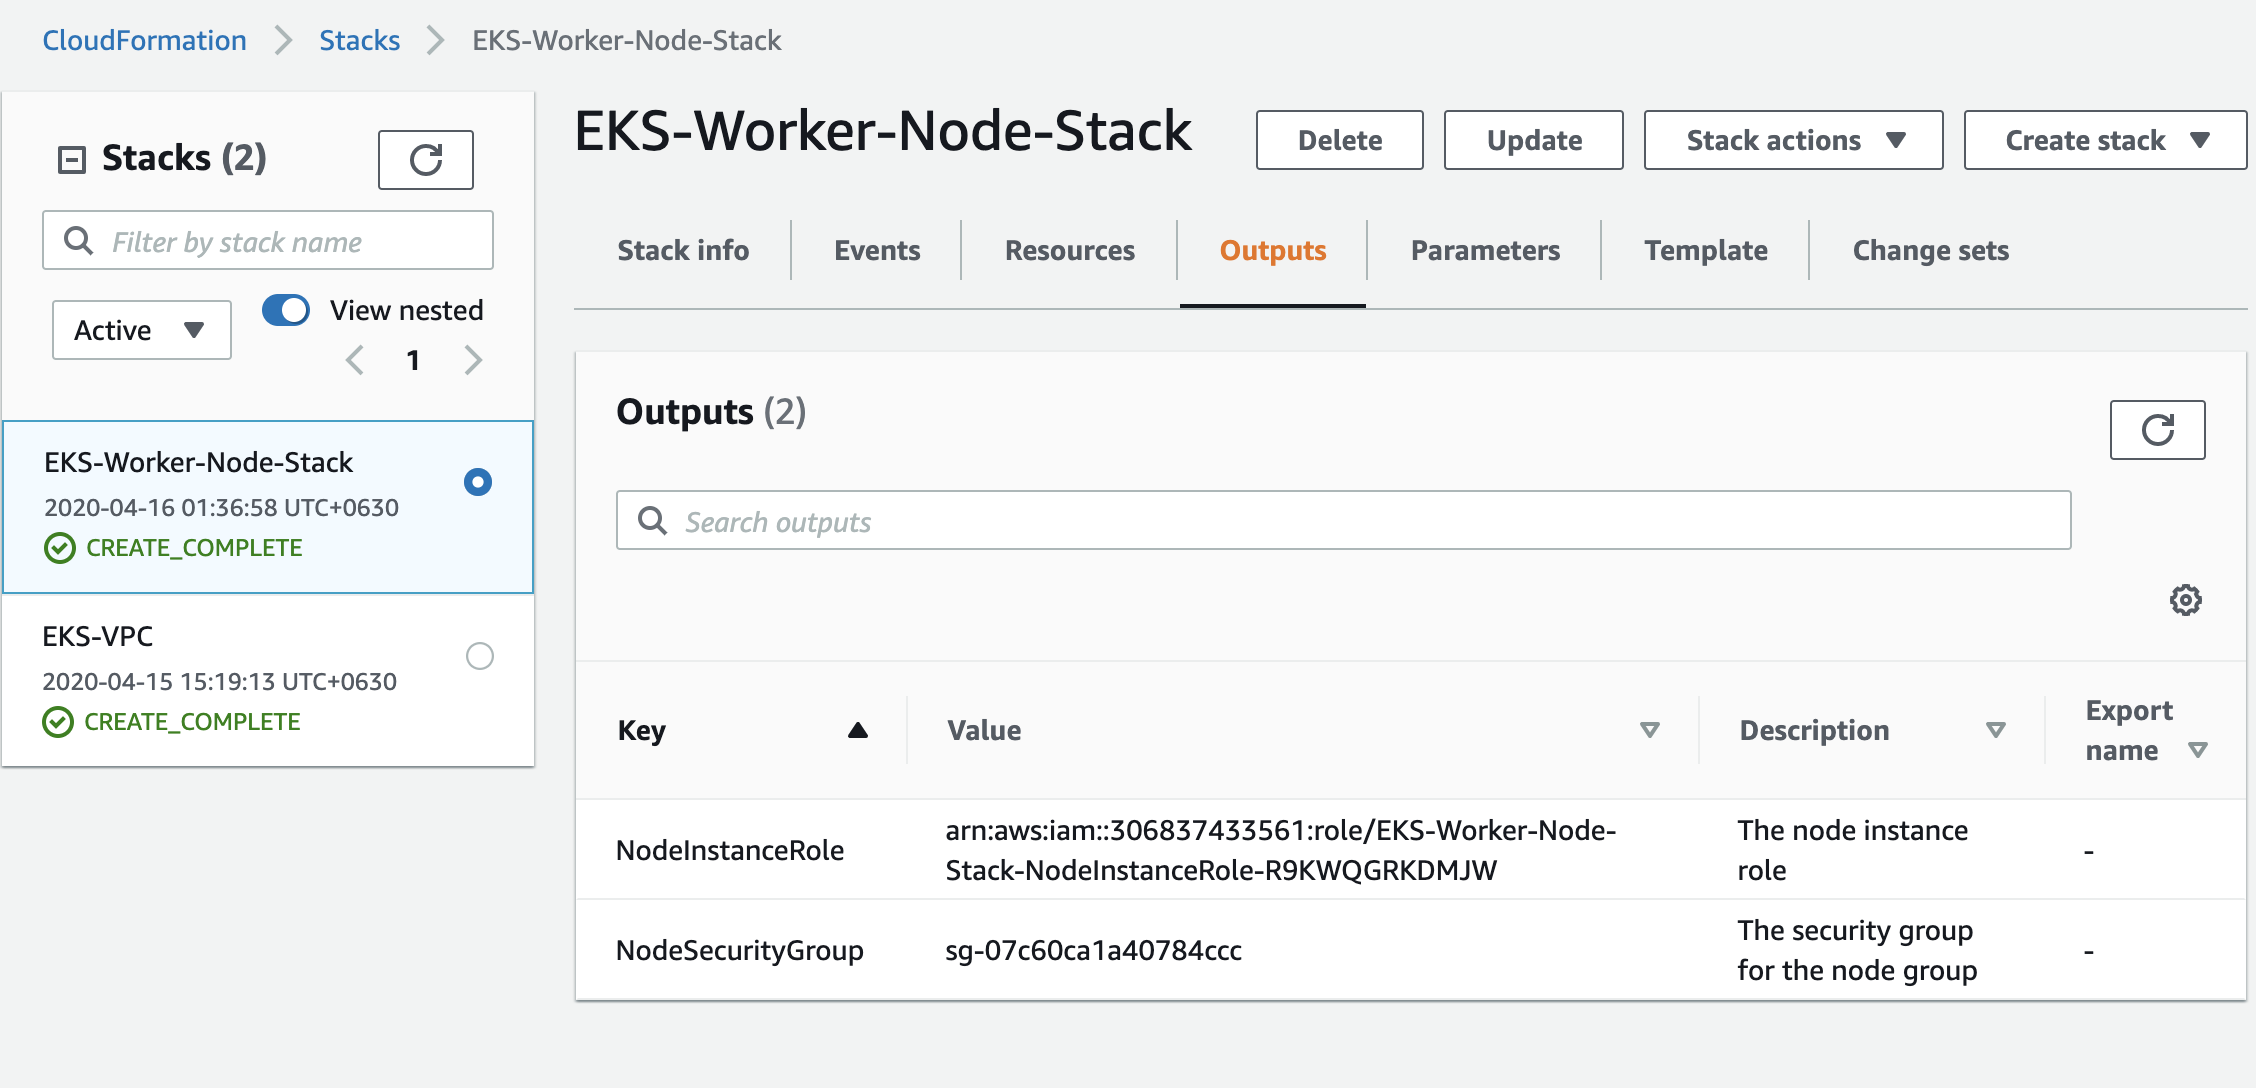 CloudFormation > Stacks > EKS-Worker-Node-Stack
Stacks (2)
Filter by stack name
Active
View nested
1
EKS-Worker-Node-Stack
2020-04-16 01:36:58 UTC+0630
CREATE_COMPLETE
EKS-VPC
2020-04-15 15:19:13 UTC+0630
CREATE_COMPLETE
EKS-Worker-Node-Stack
Delete
Update
Stack actions
Create stack
Stack info
Events
Resources
Outputs
Parameters
Template
Change sets
Outputs (2)
Search outputs
Key
Value
Description
Export
name
NodeInstanceRole
arn:aws:iam::306837433561:role/EKS-Worker-Node-
Stack-NodeInstanceRole-R9KWQGRKDMJW
The node instance
role
-
NodeSecurityGroup
sg-07c60ca1a40784ccc
The security group
for the node group
-